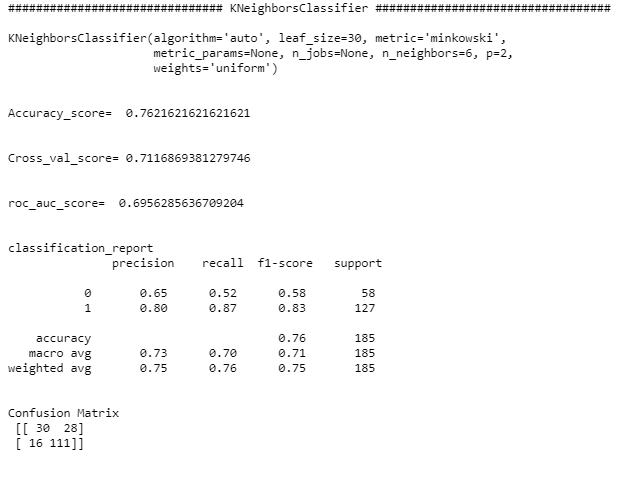 ############################### KNeighborsClassifier ##################################
KNeighborsClassifier(algorithm='auto', leaf_size=30, metric='minkowski',
metric_params=None, n_jobs=None, n_neighbors=6, p=2,
weights='uniform')
Accuracy_score=  0.7621621621621621
Cross_val_score= 0.7116869381279746
roc_auc_score=  0.6956285636709204
classification_report
precision    recall  f1-score   support
0       0.65      0.52      0.58        58
1       0.80      0.87      0.83       127
accuracy                           0.76       185
macro avg       0.73      0.70      0.71       185
weighted avg       0.75      0.76      0.75       185
Confusion Matrix
[[ 30  28]
[ 16 111]]